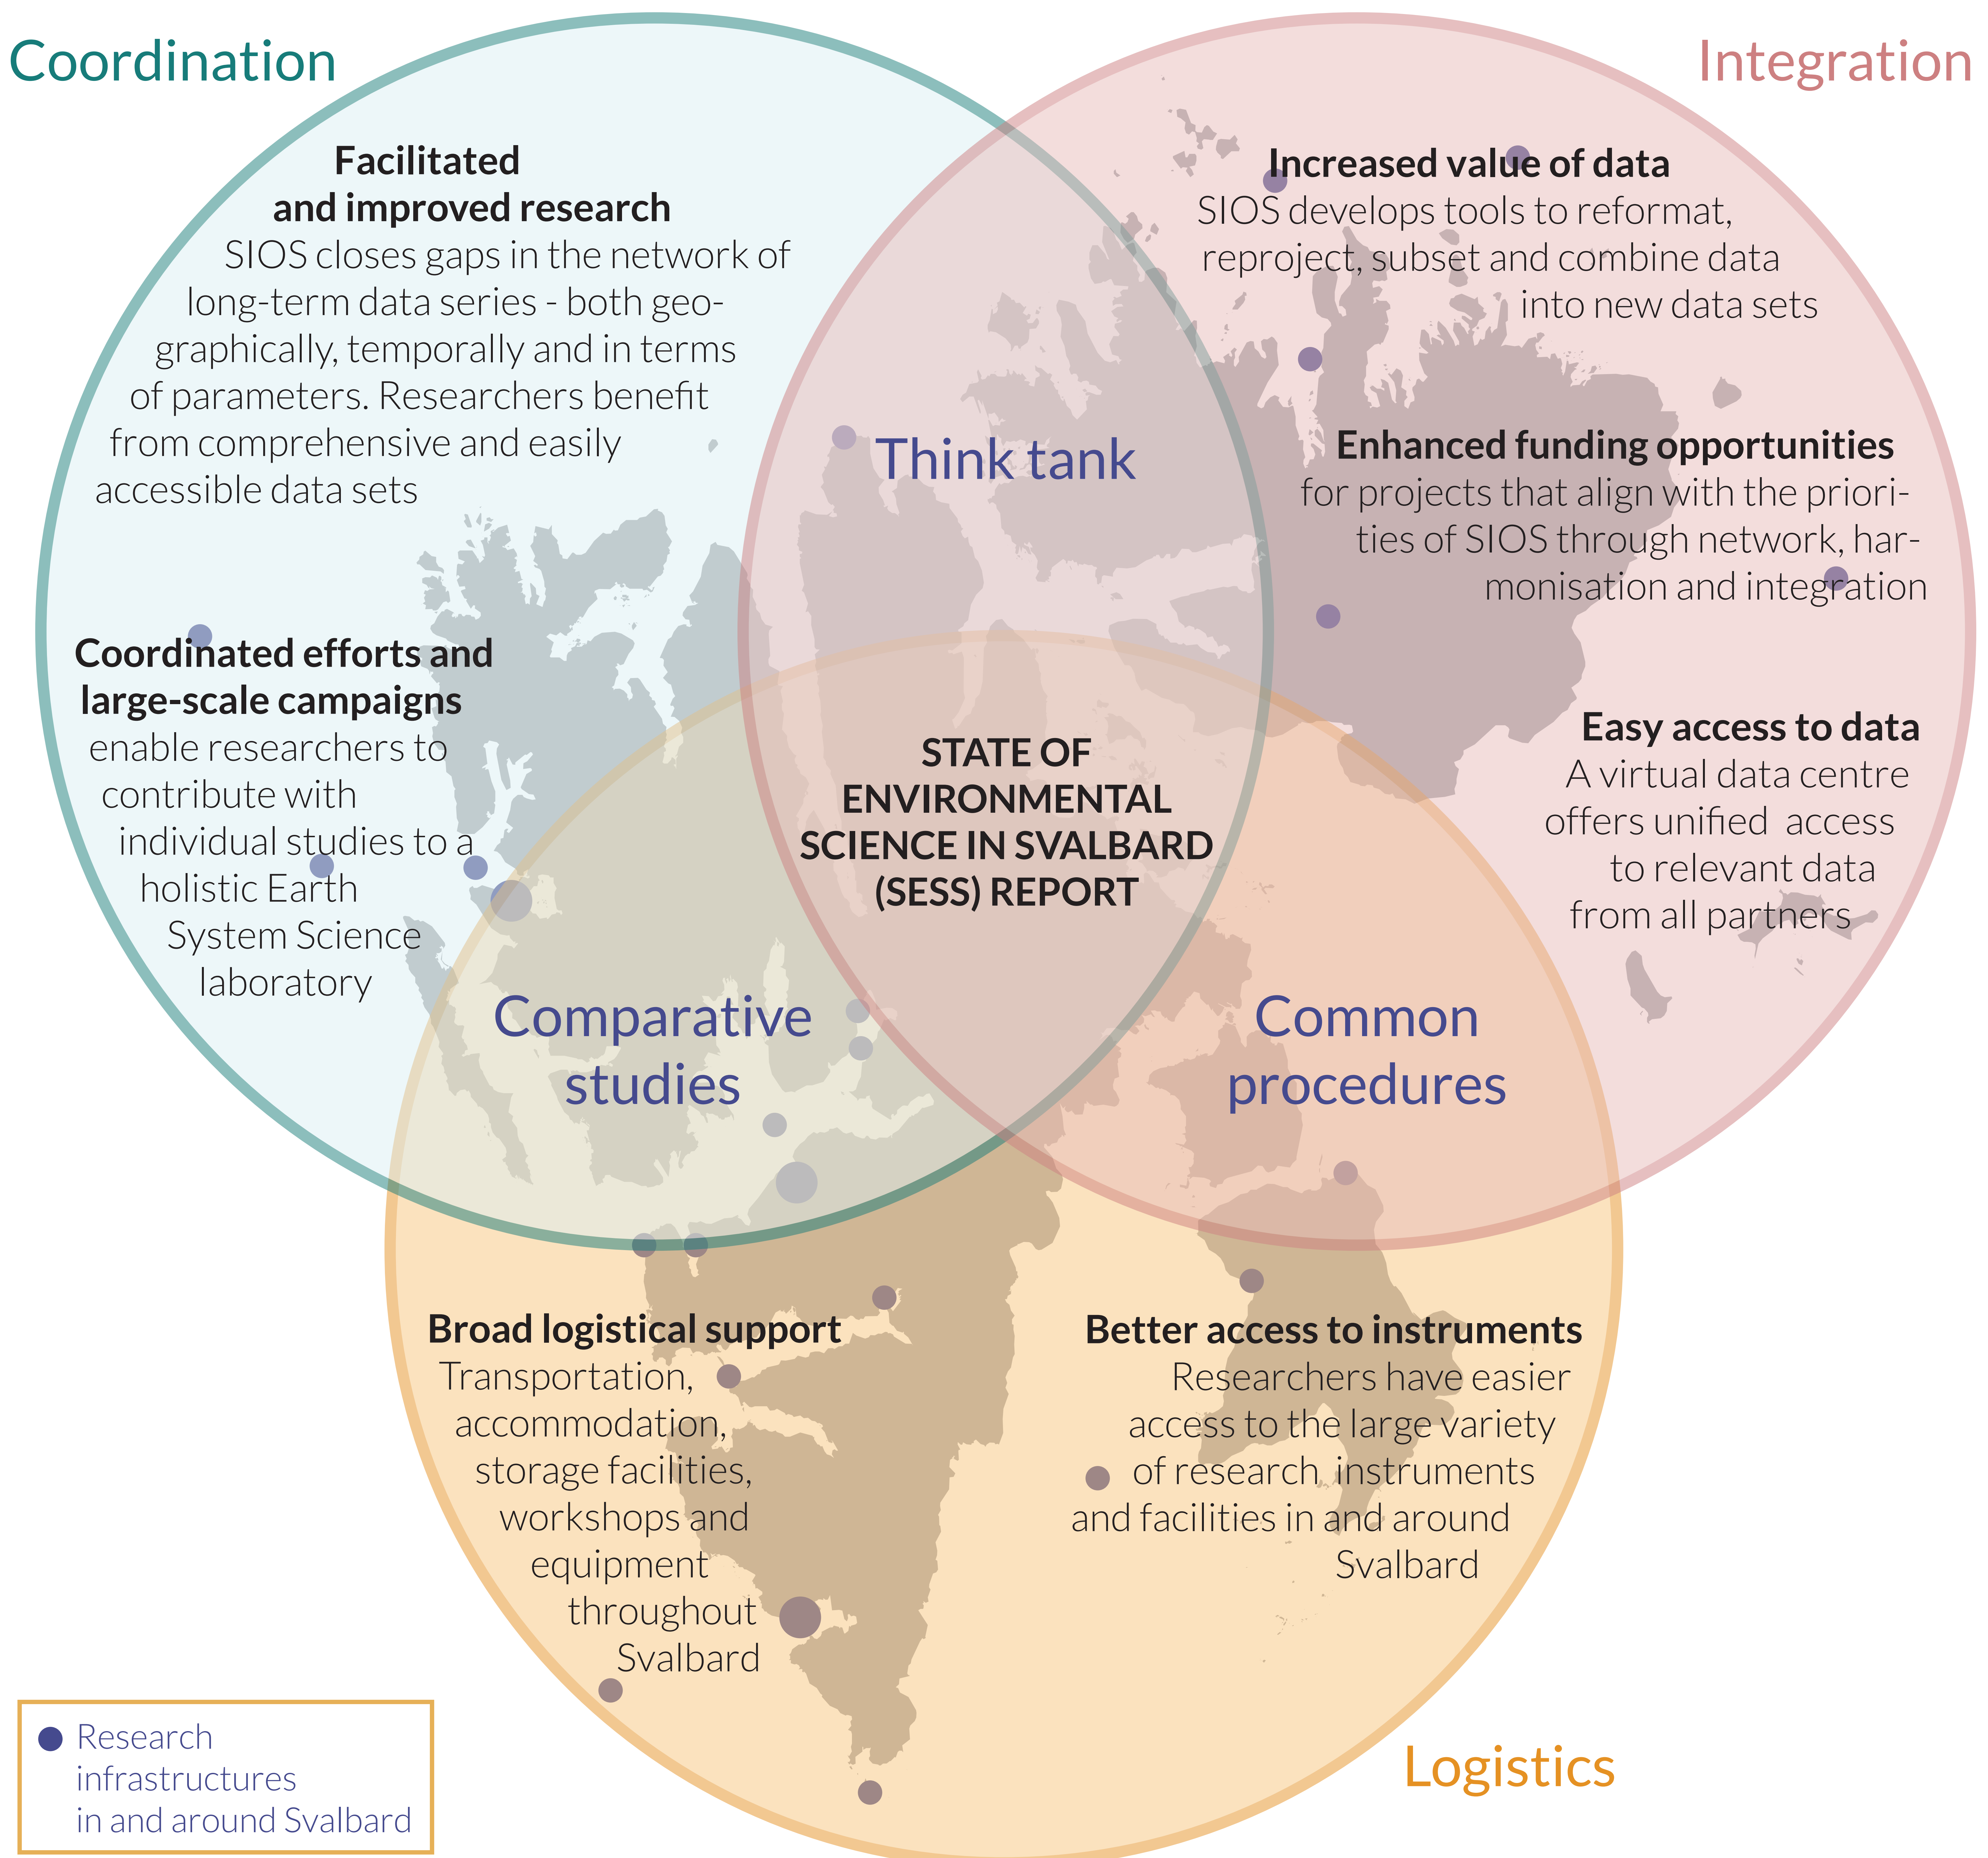 Coordination
Integration
Facilitated
and improved research
SIOS closes gaps in the network of
long-term data series - both geo-
graphically, temporally and in terms
of parameters. Researchers benefit
from comprehensive and easily
accessible data sets
Increased value of data
SIOS develops tools to reformat,
reproject, subset and combine data
into new data sets
Think tank
Enhanced funding opportunities
for projects that align with the priori-
ties of SIOS through network, har-
monisation and integration
Coordinated efforts and
large-scale campaigns
enable researchers to
contribute with
individual studies to a
holistic Earth
System Science
laboratory
STATE OF
ENVIRONMENTAL
SCIENCE IN SVALBARD
(SESS) REPORT
Easy access to data
A virtual data centre
offers unified access
to relevant data
from all partners
Comparative
studies
Common
procedures
Broad logistical support
Transportation,
accommodation,
storage facilities,
workshops and
equipment
throughout
Svalbard
Better access to instruments
Researchers have easier
access to the large variety
of research instruments
and facilities in and around
Svalbard
Logistics
Research
infrastructures
in and around Svalbard